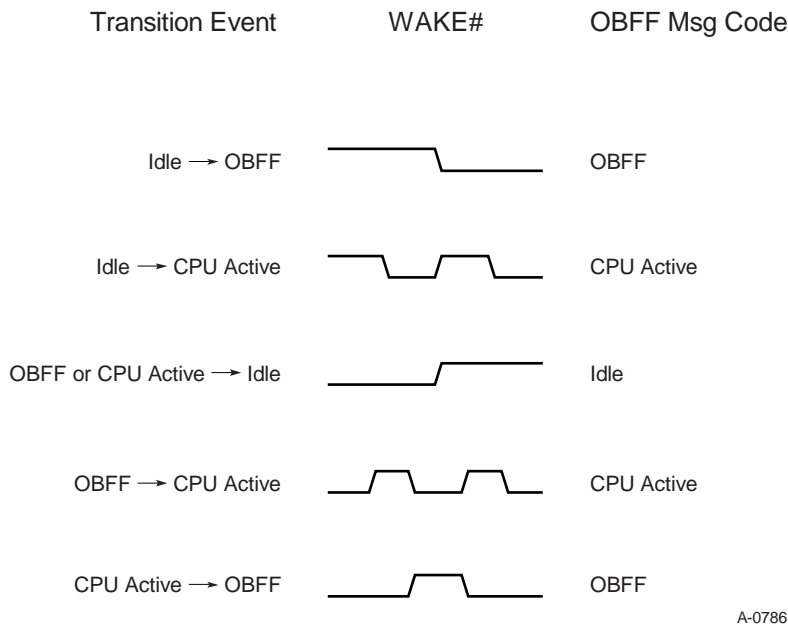 Transition Event WAKE# OBFF Msg Code
Idle → OBFF OBFF
Idle → CPU Active CPU Active
OBFF or CPU Active → Idle Idle
OBFF → CPU Active CPU Active
CPU Active → OBFF OBFF
A-0786